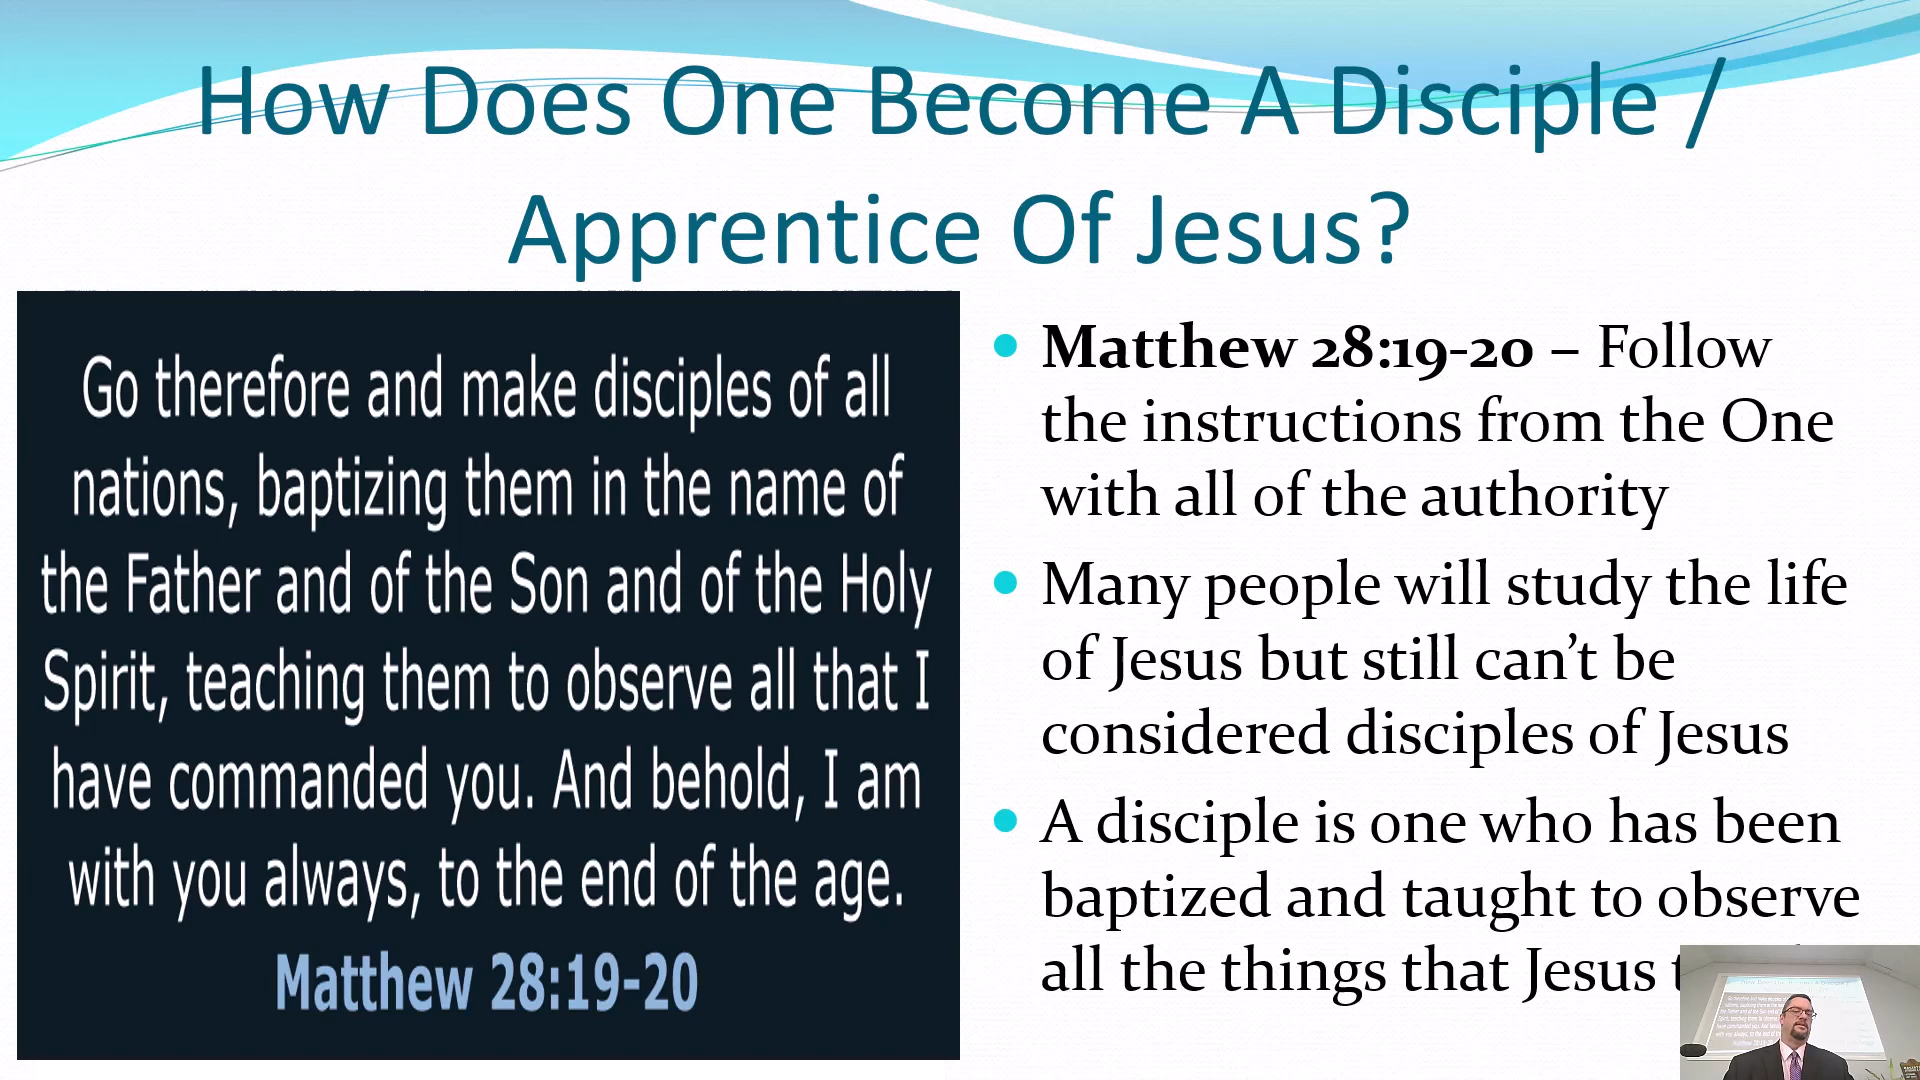 How Does One Become A Disciple /
Apprentice Of Jesus?
Go therefore and make disciples of all
nations, baptizing them in the name of
the Father and of the Son and of the Holy
Spirit, teaching them to observe all that I
have commanded you. And behold, I am
with you always, to the end of the age.
Matthew 28:19-20
• Matthew 28:19-20 – Follow
the instructions from the One
with all of the authority
• Many people will study the life
of Jesus but still can’t be
considered disciples of Jesus
• A disciple is one who has been
baptized and taught to observe
all the things that Jesus